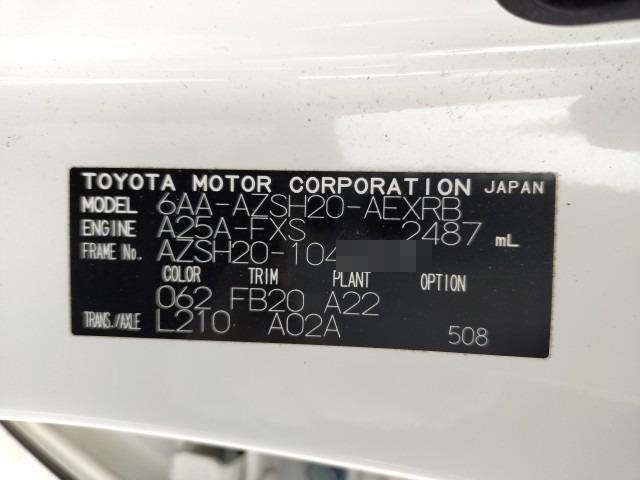 TOYOTA MOTOR CORPORATION JAPAN
MODEL 6AA-AZSH20-AEXRB
ENGINE A25A-FXS 2487 mL
FRAME No. AZSH20-104
COLOR TRIM PLANT OPTION
062 FB20 A22
TRANS./AXLE L210 A02A 508